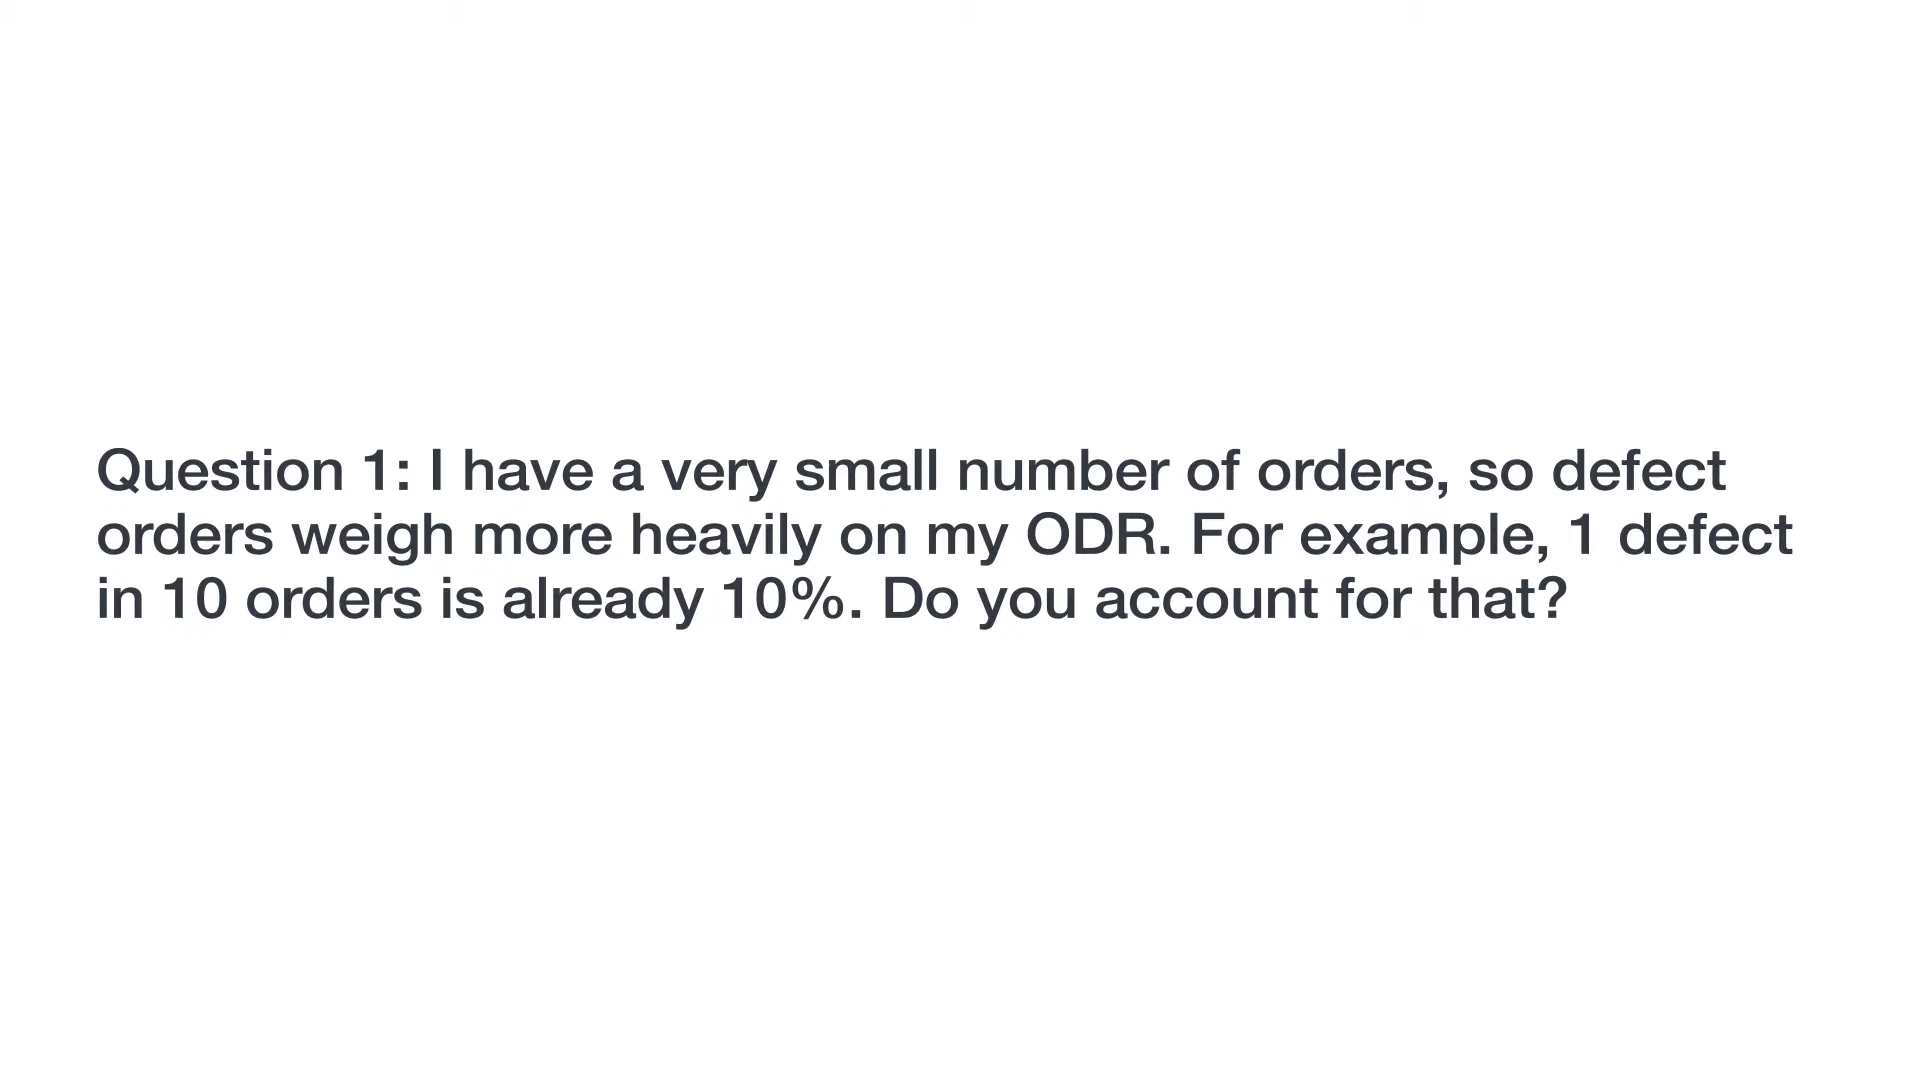 Question 1: I have a very small number of orders, so defect
orders weigh more heavily on my ODR. For example, 1 defect
in 10 orders is already 10%. Do you account for that?